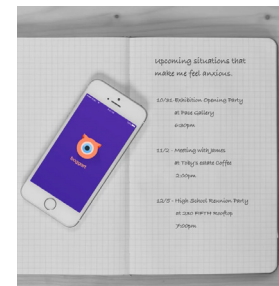 Upcoming situations that
make me feel anxious.
10/31- Exhibition Opening Party
at Pace Gallery
6:30pm
11/2 - Meeting with James
at Toby's Estate Coffee
2:00pm
12/5 - High School Reunion Party
at 230 FIFTH Rooftop
7:00pm